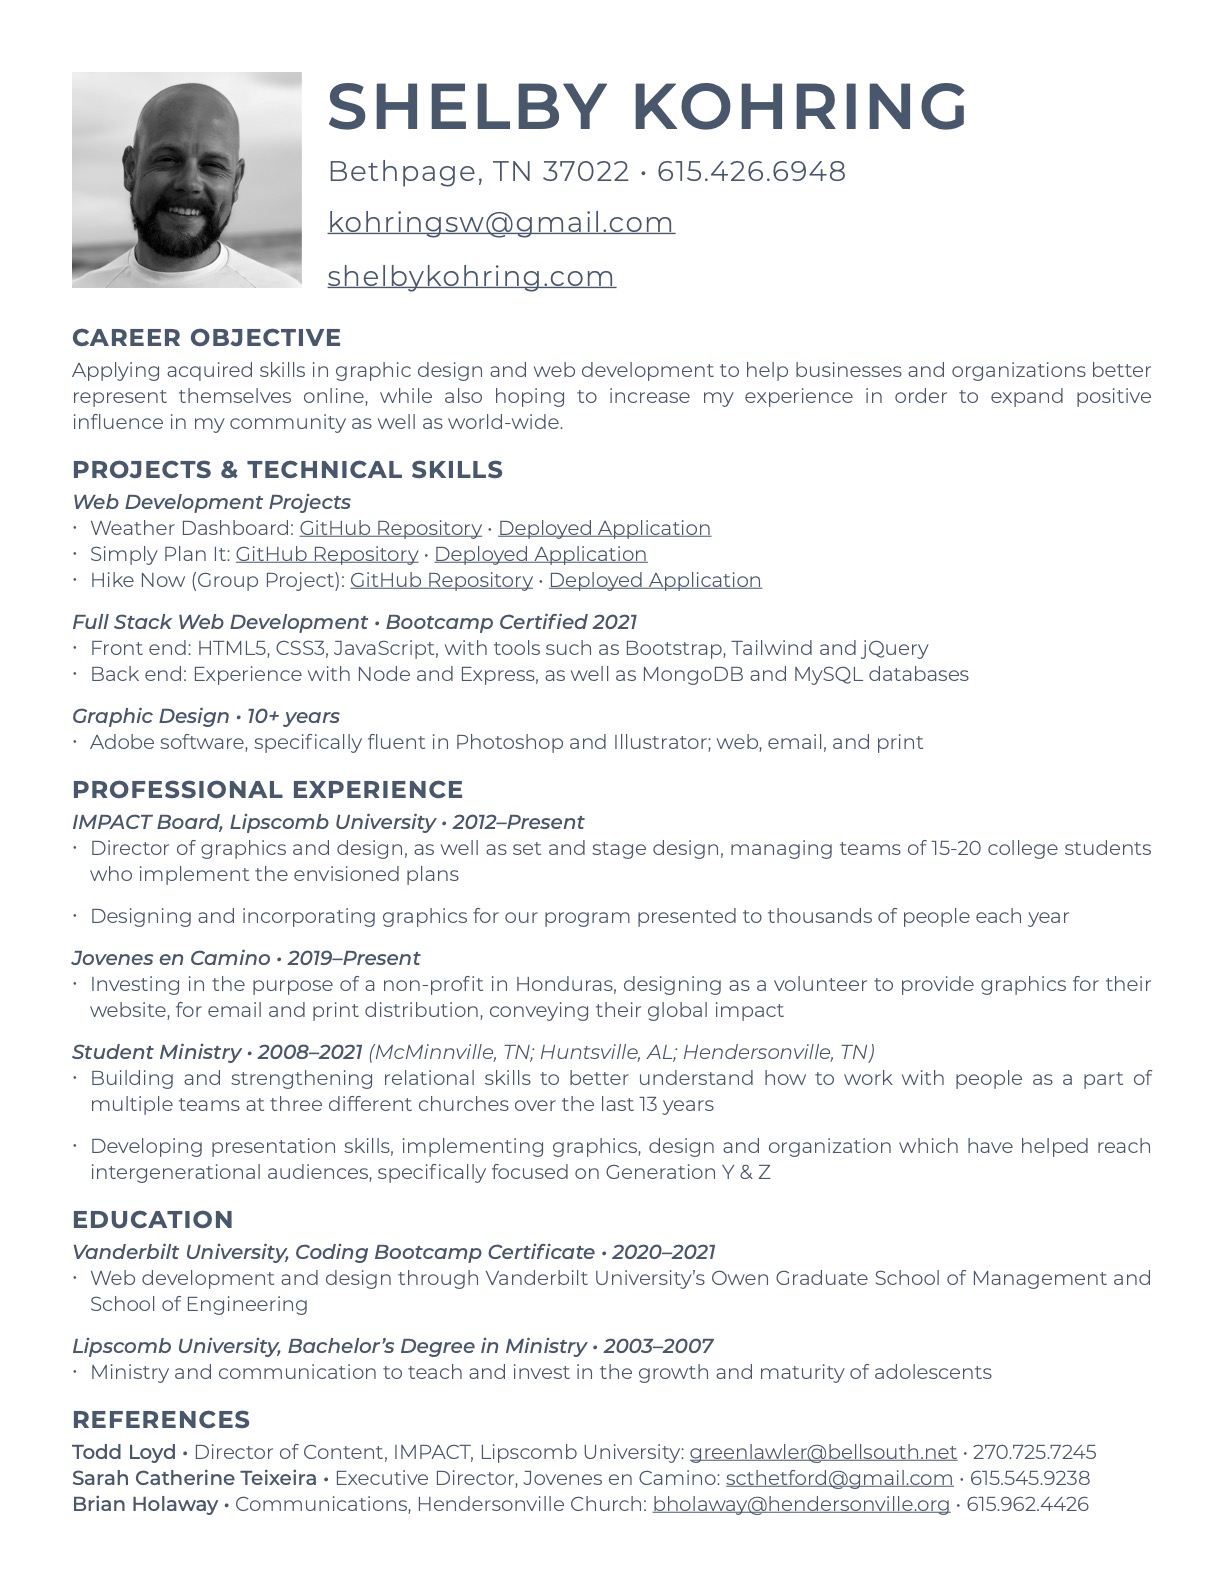 SHELBY KOHRING
Bethpage, TN 37022 • 615.426.6948
kohringsw@gmail.com
shelbykohring.com
CAREER OBJECTIVE
Applying acquired skills in graphic design and web development to help businesses and organizations better
represent themselves online, while also hoping to increase my experience in order to expand positive
influence in my community as well as world-wide.
PROJECTS & TECHNICAL SKILLS
Web Development Projects
· Weather Dashboard: GitHub Repository • Deployed Application
· Simply Plan It: GitHub Repository • Deployed Application
· Hike Now (Group Project): GitHub Repository • Deployed Application
Full Stack Web Development • Bootcamp Certified 2021
· Front end: HTML5, CSS3, JavaScript, with tools such as Bootstrap, Tailwind and jQuery
· Back end: Experience with Node and Express, as well as MongoDB and MySQL databases
Graphic Design • 10+ years
· Adobe software, specifically fluent in Photoshop and Illustrator; web, email, and print
PROFESSIONAL EXPERIENCE
IMPACT Board, Lipscomb University • 2012–Present
· Director of graphics and design, as well as set and stage design, managing teams of 15-20 college students
who implement the envisioned plans
· Designing and incorporating graphics for our program presented to thousands of people each year
Jovenes en Camino • 2019–Present
· Investing in the purpose of a non-profit in Honduras, designing as a volunteer to provide graphics for their
website, for email and print distribution, conveying their global impact
Student Ministry • 2008–2021 (McMinnville, TN; Huntsville, AL; Hendersonville, TN)
· Building and strengthening relational skills to better understand how to work with people as a part of
multiple teams at three different churches over the last 13 years
· Developing presentation skills, implementing graphics, design and organization which have helped reach
intergenerational audiences, specifically focused on Generation Y & Z
EDUCATION
Vanderbilt University, Coding Bootcamp Certificate • 2020–2021
· Web development and design through Vanderbilt University’s Owen Graduate School of Management and
School of Engineering
Lipscomb University, Bachelor’s Degree in Ministry • 2003–2007
· Ministry and communication to teach and invest in the growth and maturity of adolescents
REFERENCES
Todd Loyd • Director of Content, IMPACT, Lipscomb University: greenlawler@bellsouth.net • 270.725.7245
Sarah Catherine Teixeira • Executive Director, Jovenes en Camino: scthetford@gmail.com • 615.545.9238
Brian Holaway • Communications, Hendersonville Church: bholaway@hendersonville.org • 615.962.4426